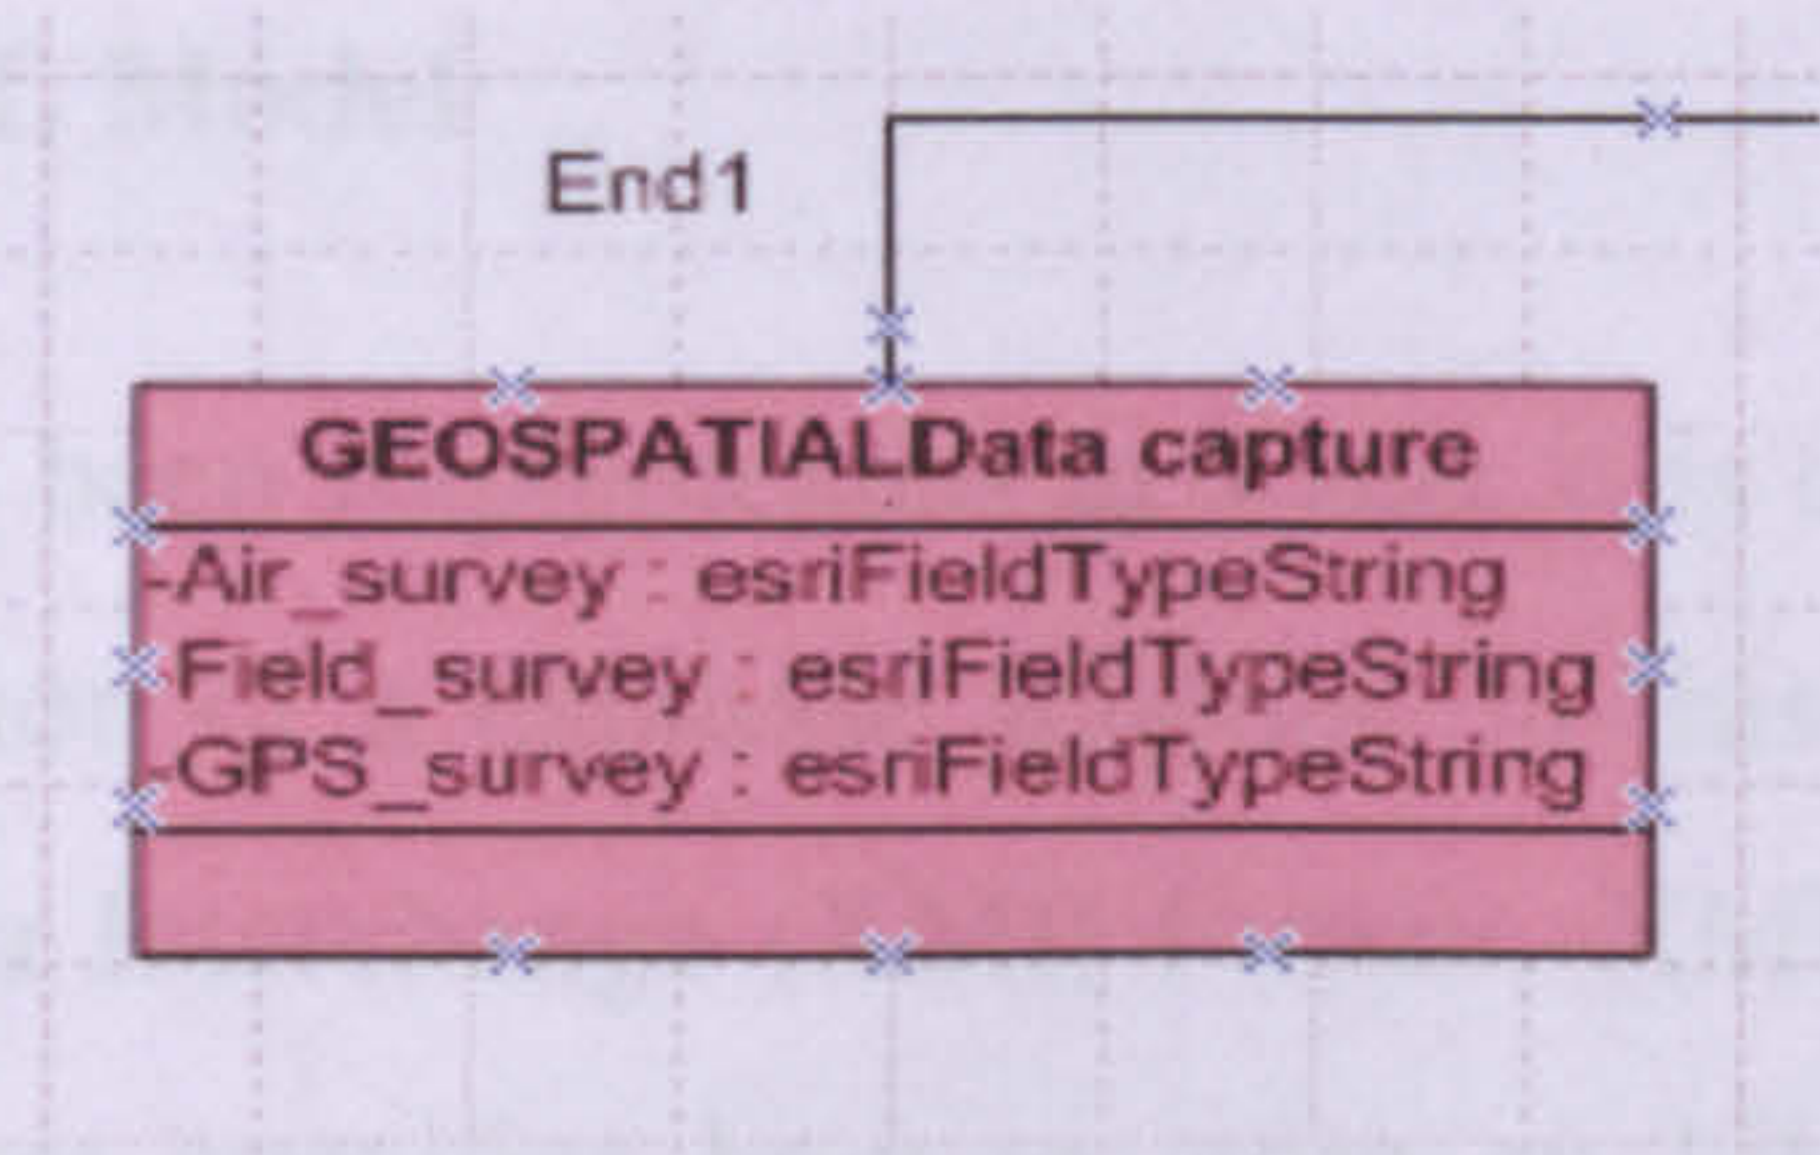 End1
GEOSPATIALData capture
-Air_survey : esriFieldTypeString
-Field_survey : esriFieldTypeString
-GPS_survey : esriFieldTypeString